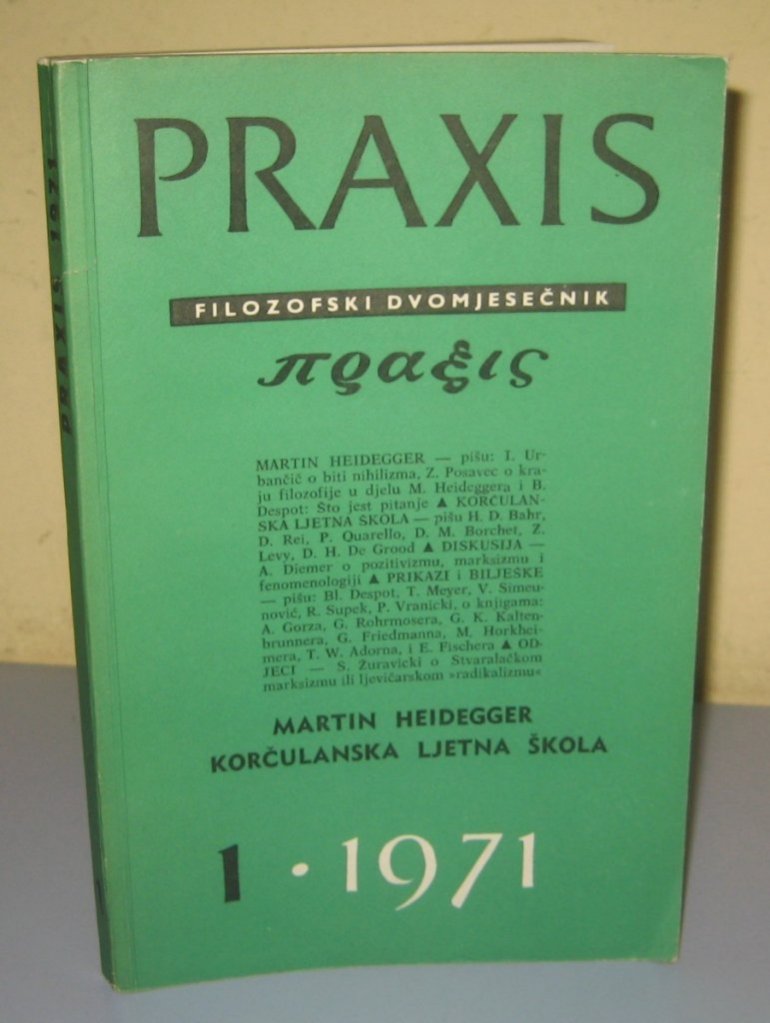 PRAXIS
FILOZOFSKI DVOMJESEČNIK
πραξις
MARTIN HEIDEGGER — pišu: I. Ur-
bančič o biti nihilizma, Z. Posavec o kra-
ju filozofije u djelu M. Heideggera i B.
Despot: Što jest pitanje ▲ KORČULAN-
SKA LJETNA ŠKOLA — pišu H. D. Bahr,
D. Rei, P. Quarello, D. M. Borchet, Z.
Levy, D. H. De Grood ▲ DISKUSIJA —
A. Diemer o pozitivizmu, marksizmu i
fenomenologiji ▲ PRIKAZI i BILJEŠKE
— pišu: Bl. Despot, T. Meyer, V. Simeu-
nović, R. Supek, P. Vranicki, o knjigama:
A. Gorza, G. Rohrmosera, G. K. Kalten-
brunnera, G. Friedmanna, M. Horkhei-
mera, T. W. Adorna, i E. Fischera ▲ OD-
JECI — S. Žuravicki o Stvaralačkom
marksizmu ili ljevičarskom »radikalizmu«
MARTIN HEIDEGGER
KORČULANSKA LJETNA ŠKOLA
1 · 1971
PRAXIS 1971